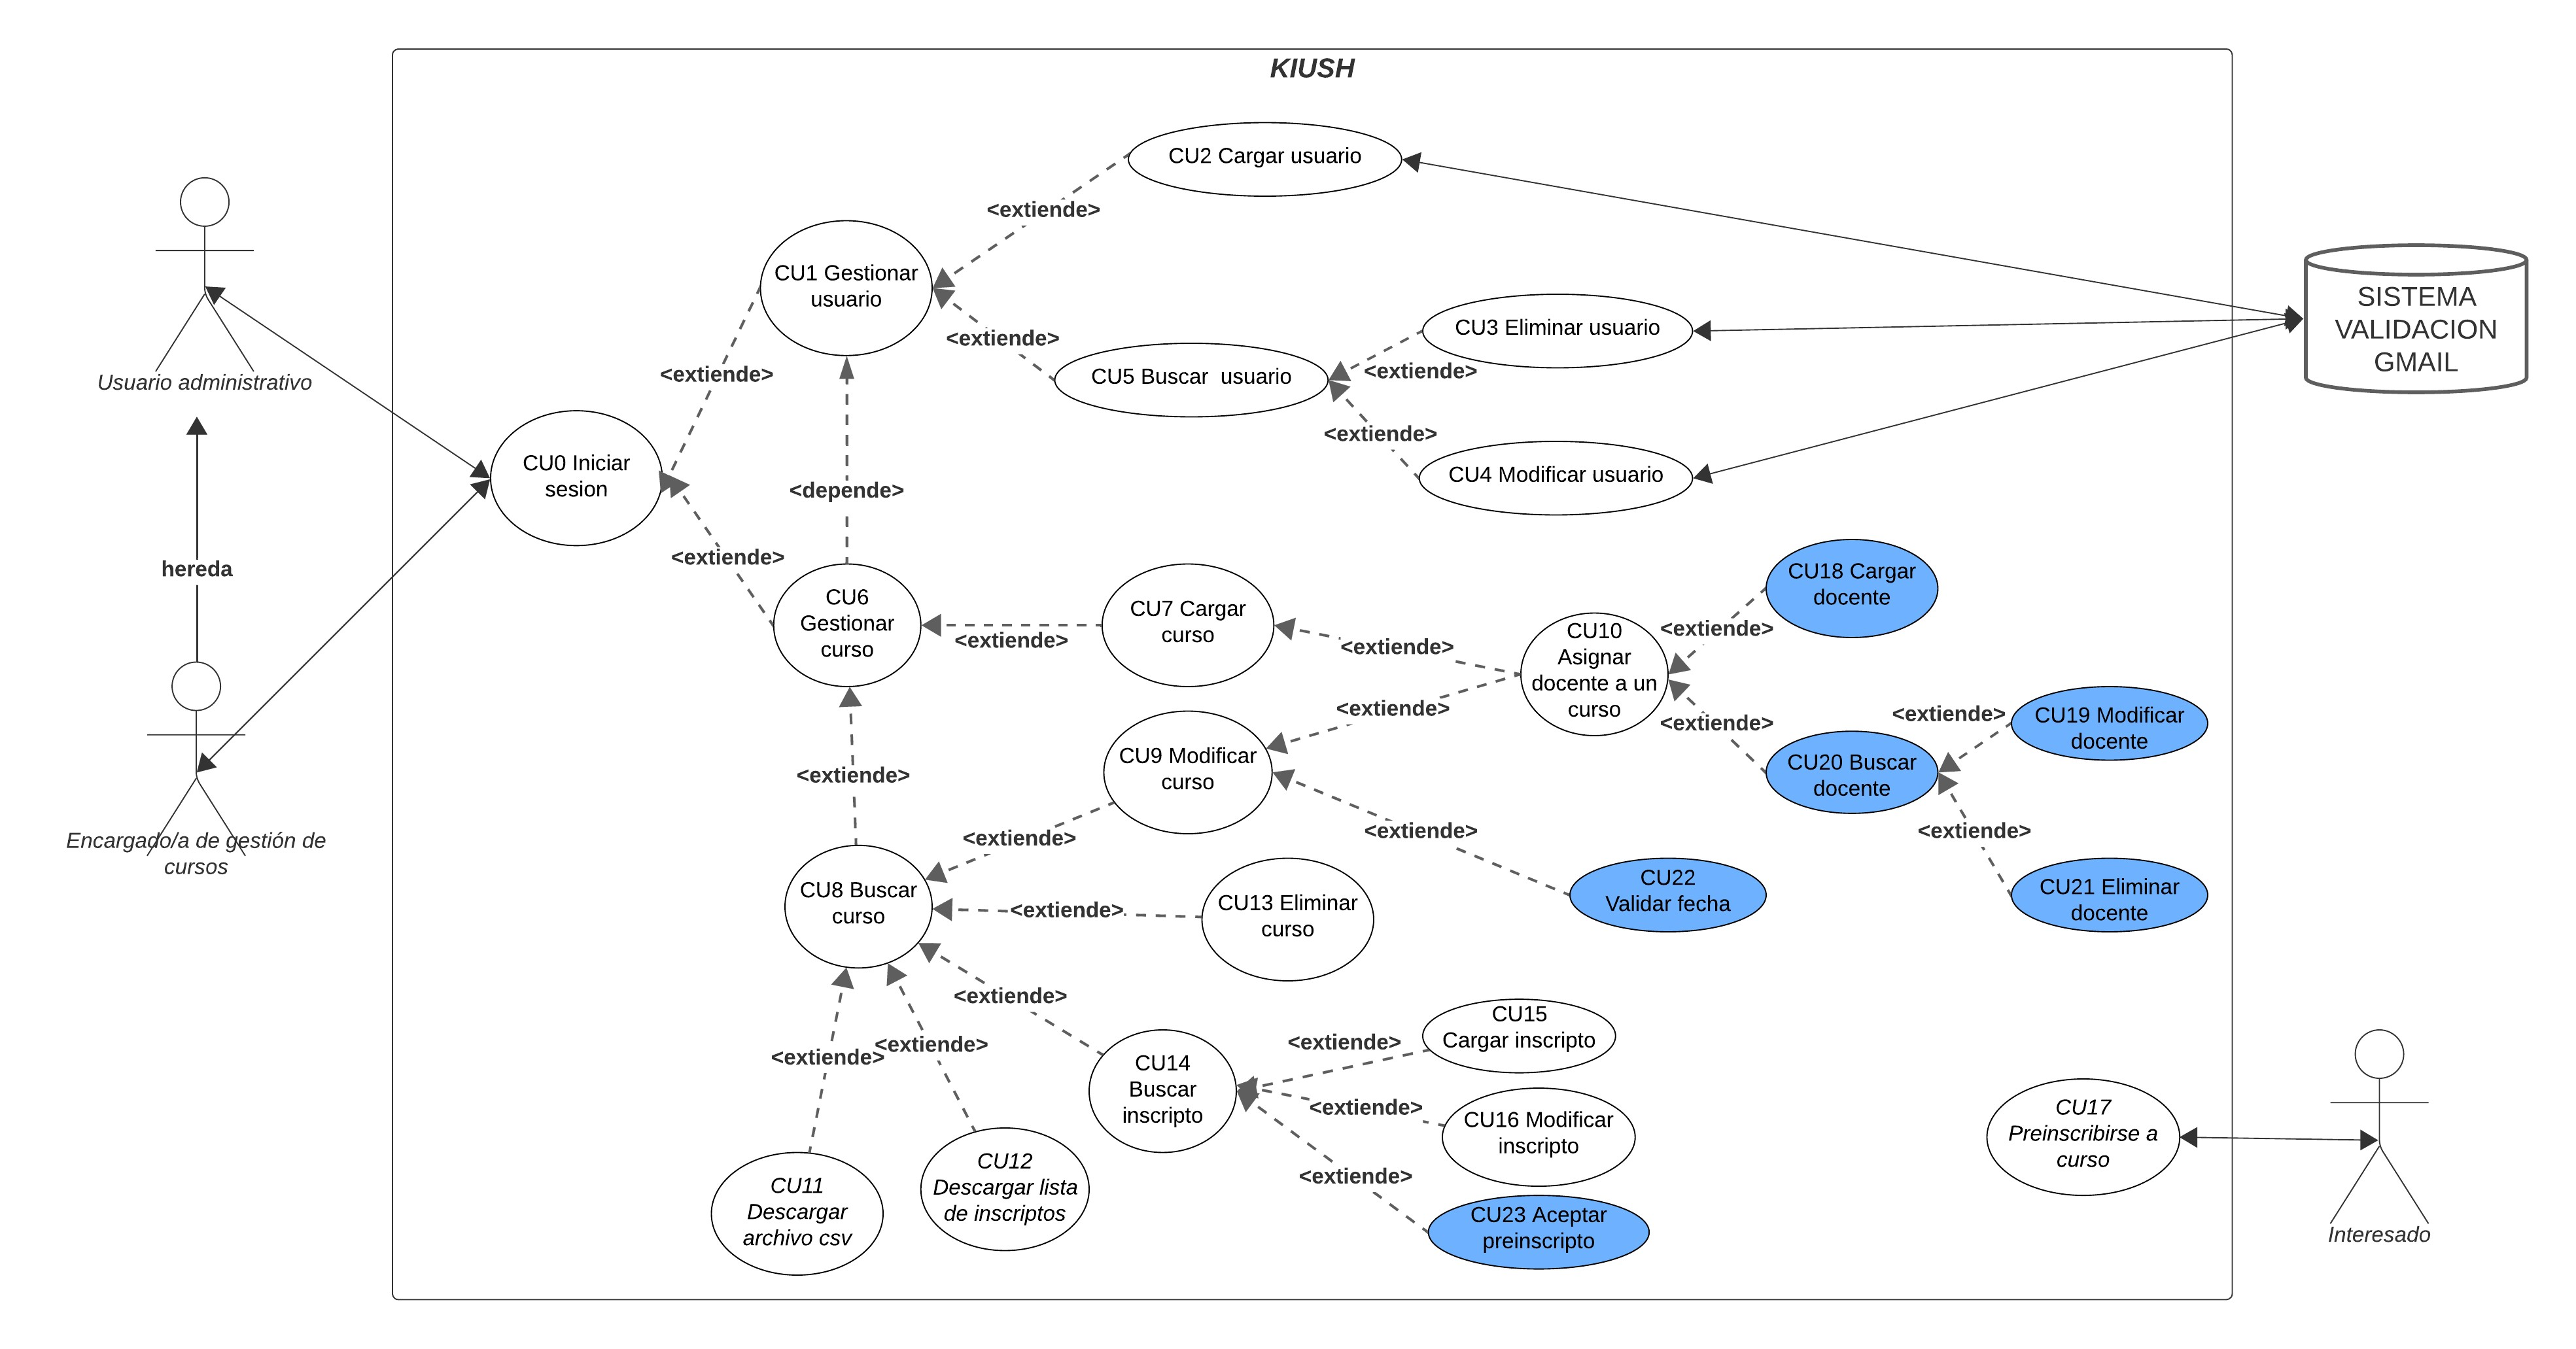 KIUSH
CU2 Cargar usuario
<extiende>
CU1 Gestionar
usuario
SISTEMA
VALIDACION
GMAIL
<extiende>
CU3 Eliminar usuario
<extiende>
CU5 Buscar  usuario
<extiende>
Usuario administrativo
<extiende>
CU4 Modificar usuario
CU0 Iniciar
sesion
<depende>
<extiende>
hereda
CU18 Cargar
docente
CU6
Gestionar
curso
<extiende>
CU7 Cargar
curso
<extiende>
CU10
Asignar
docente a un
curso
<extiende>
<extiende>
<extiende>
<extiende>
CU19 Modificar
docente
CU20 Buscar
docente
<extiende>
CU9 Modificar
curso
<extiende>
<extiende>
<extiende>
Encargado/a de gestión de
cursos
CU8 Buscar
curso
<extiende>
CU13 Eliminar
curso
CU22
Validar fecha
CU21 Eliminar
docente
<extiende>
<extiende>
<extiende>
CU14
Buscar
inscripto
<extiende>
CU15
Cargar inscripto
<extiende>
CU16 Modificar
inscripto
<extiende>
CU23 Aceptar
preinscripto
CU11
Descargar
archivo csv
CU12
Descargar lista
de inscriptos
CU17
Preinscribirse a
curso
Interesado